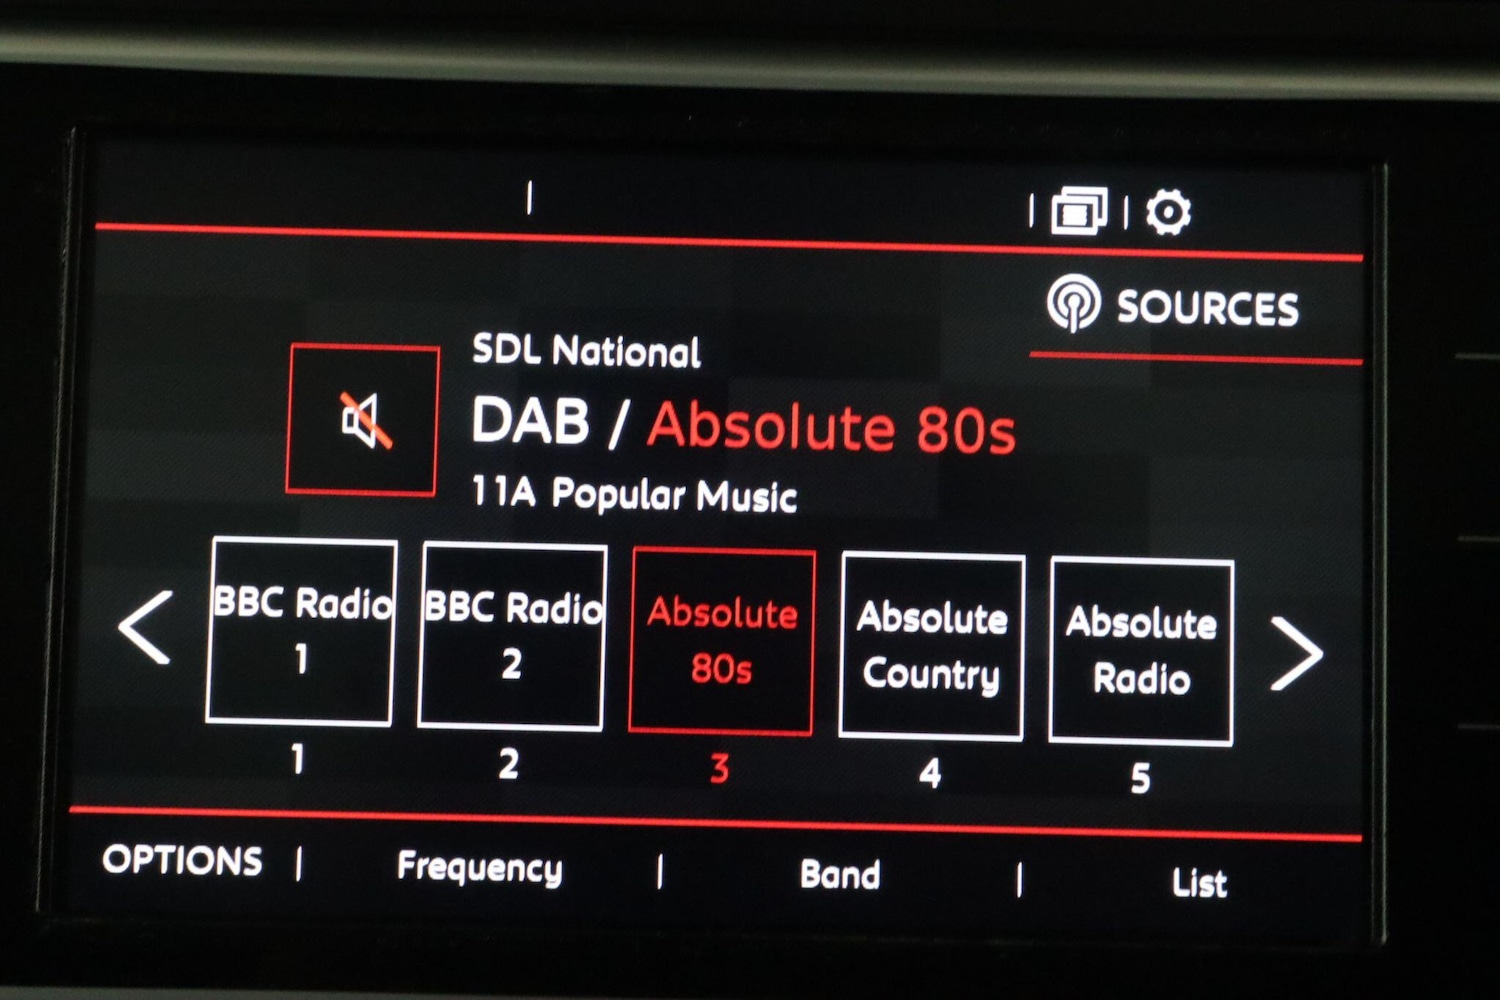 SOURCES
SDL National
DAB / Absolute 80s
11A Popular Music
BBC Radio
1
BBC Radio
2
Absolute
80s
Absolute
Country
Absolute
Radio
1
2
3
4
5
OPTIONS | Frequency | Band | List